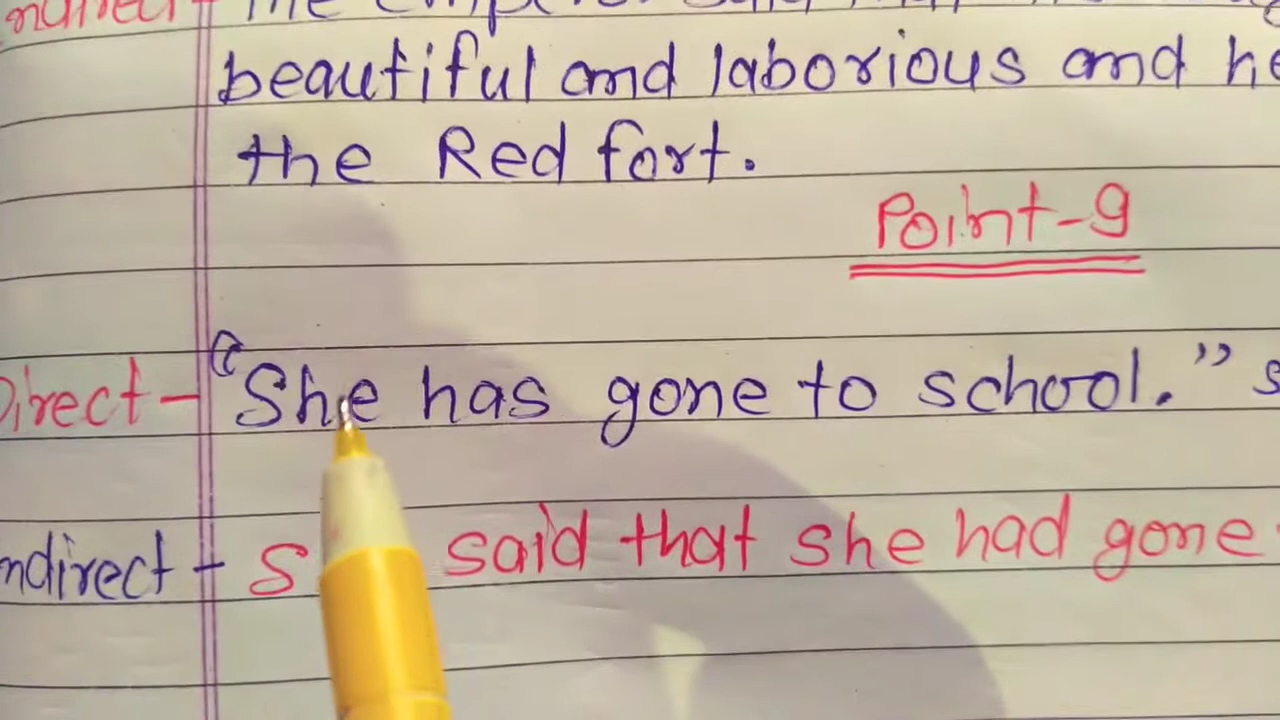 beautiful and laborious and he
the Red fort.
Point-9
Direct - "She has gone to school." s
ndirect - S said that she had gone